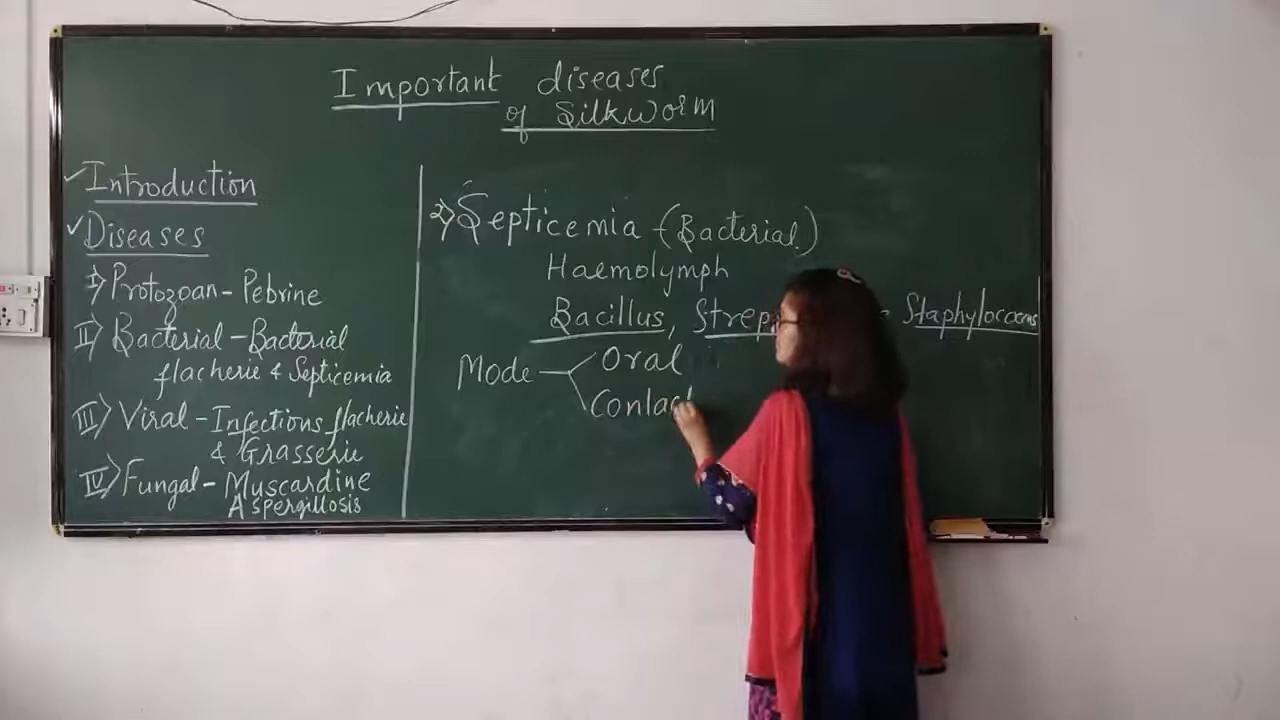 Important diseases
of Silkworm
✓Introduction
✓Diseases
I) Protozoan - Pebrine
II) Bacterial - Bacterial
flacherie & Septicemia
III) Viral - Infections flacherie
& Grasserie
IV) Fungal - Muscardine
Aspergillosis
2) Septicemia - (Bacterial)
Haemolymph
Bacillus, Strep Staphylococcus
Mode Oral
Contact